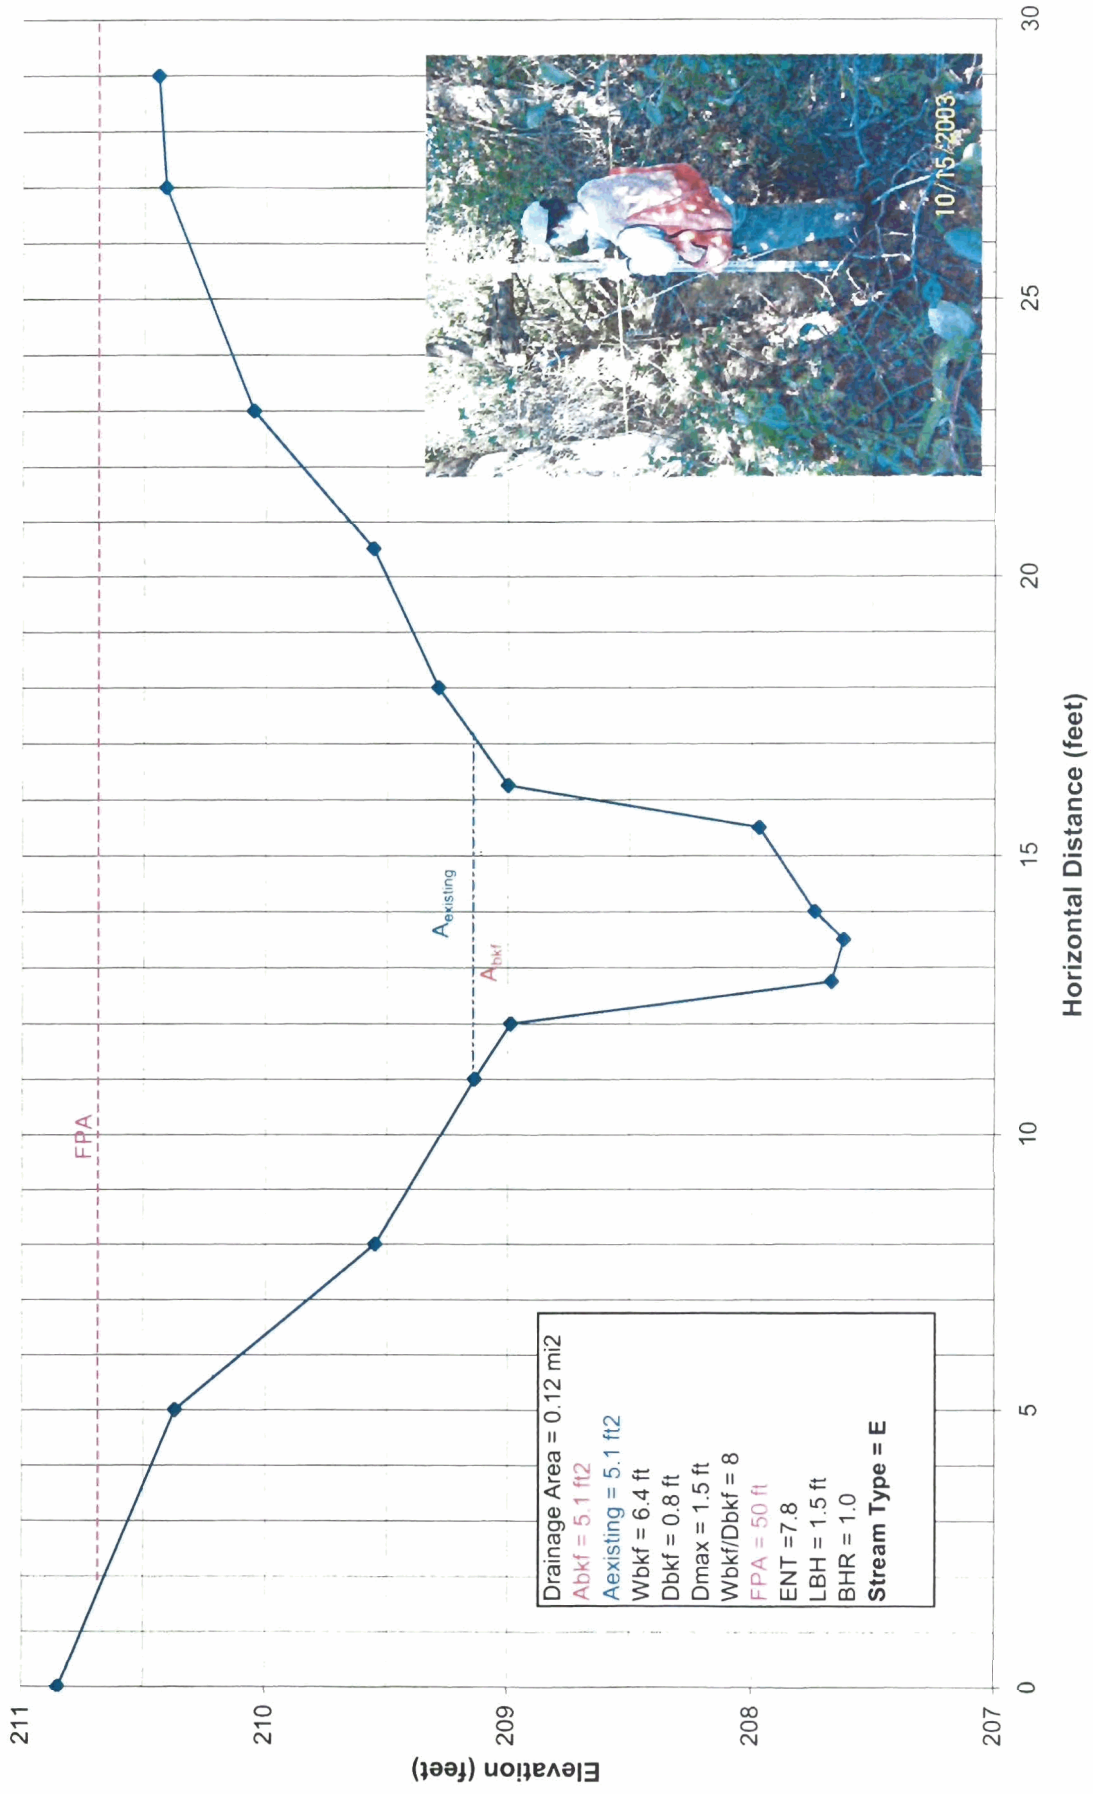 211
210
209
208
207
Elevation (feet)
0
5
10
15
20
25
30
Horizontal Distance (feet)
FPA
Aexisting
Abkf
Drainage Area = 0.12 mi2
Abkf = 5.1 ft2
Aexisting = 5.1 ft2
Wbkf = 6.4 ft
Dbkf = 0.8 ft
Dmax = 1.5 ft
Wbkf/Dbkf = 8
FPA = 50 ft
ENT =7.8
LBH = 1.5 ft
BHR = 1.0
Stream Type = E
10/15/2003